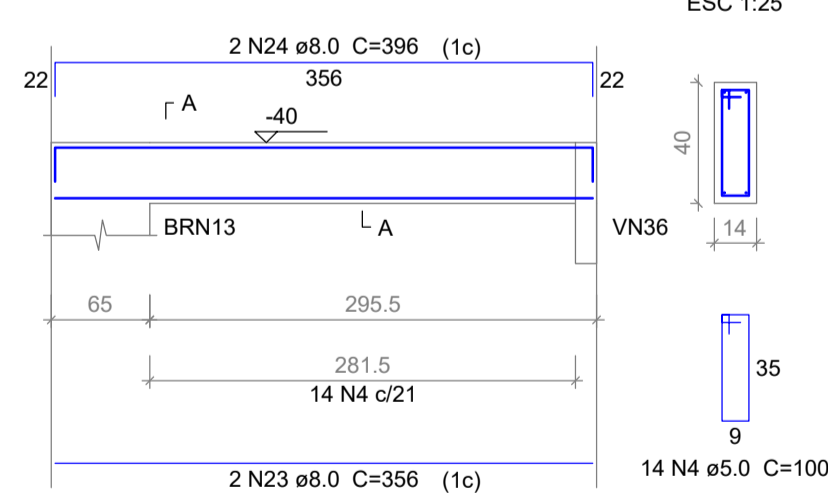 ESC 1:25
2 N24 ø8.0 C=396 (1c)
22
356
22
A
-40
40
BRN13
A
VN36
14
65
295.5
281.5
14 N4 c/21
35
9
2 N23 ø8.0 C=356 (1c)
14 N4 ø5.0 C=100